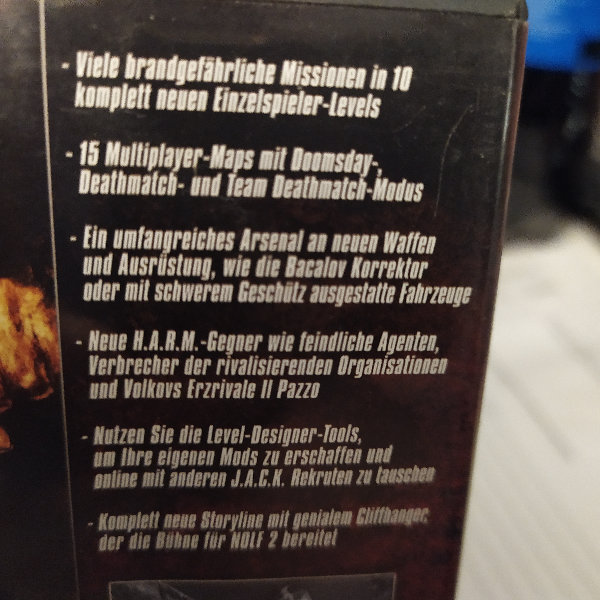 - Viele brandgefährliche Missionen in 10
komplett neuen Einzelspieler-Levels
- 15 Multiplayer-Maps mit Doomsday-,
Deathmatch- und Team Deathmatch-Modus
- Ein umfangreiches Arsenal an neuen Waffen
und Ausrüstung, wie die Bacalov Korrektor
oder mit schwerem Geschütz ausgestatte Fahrzeuge
- Neue H.A.R.M.-Gegner wie feindliche Agenten,
Verbrecher der rivalisierenden Organisationen
und Volkovs Erzrivale Il Pazzo
- Nutzen Sie die Level-Designer-Tools,
um Ihre eigenen Mods zu erschaffen und
online mit anderen J.A.C.K. Rekruten zu tauschen
- Komplett neue Storyline mit genialem Cliffhanger,
der die Bühne für NOLF 2 bereitet